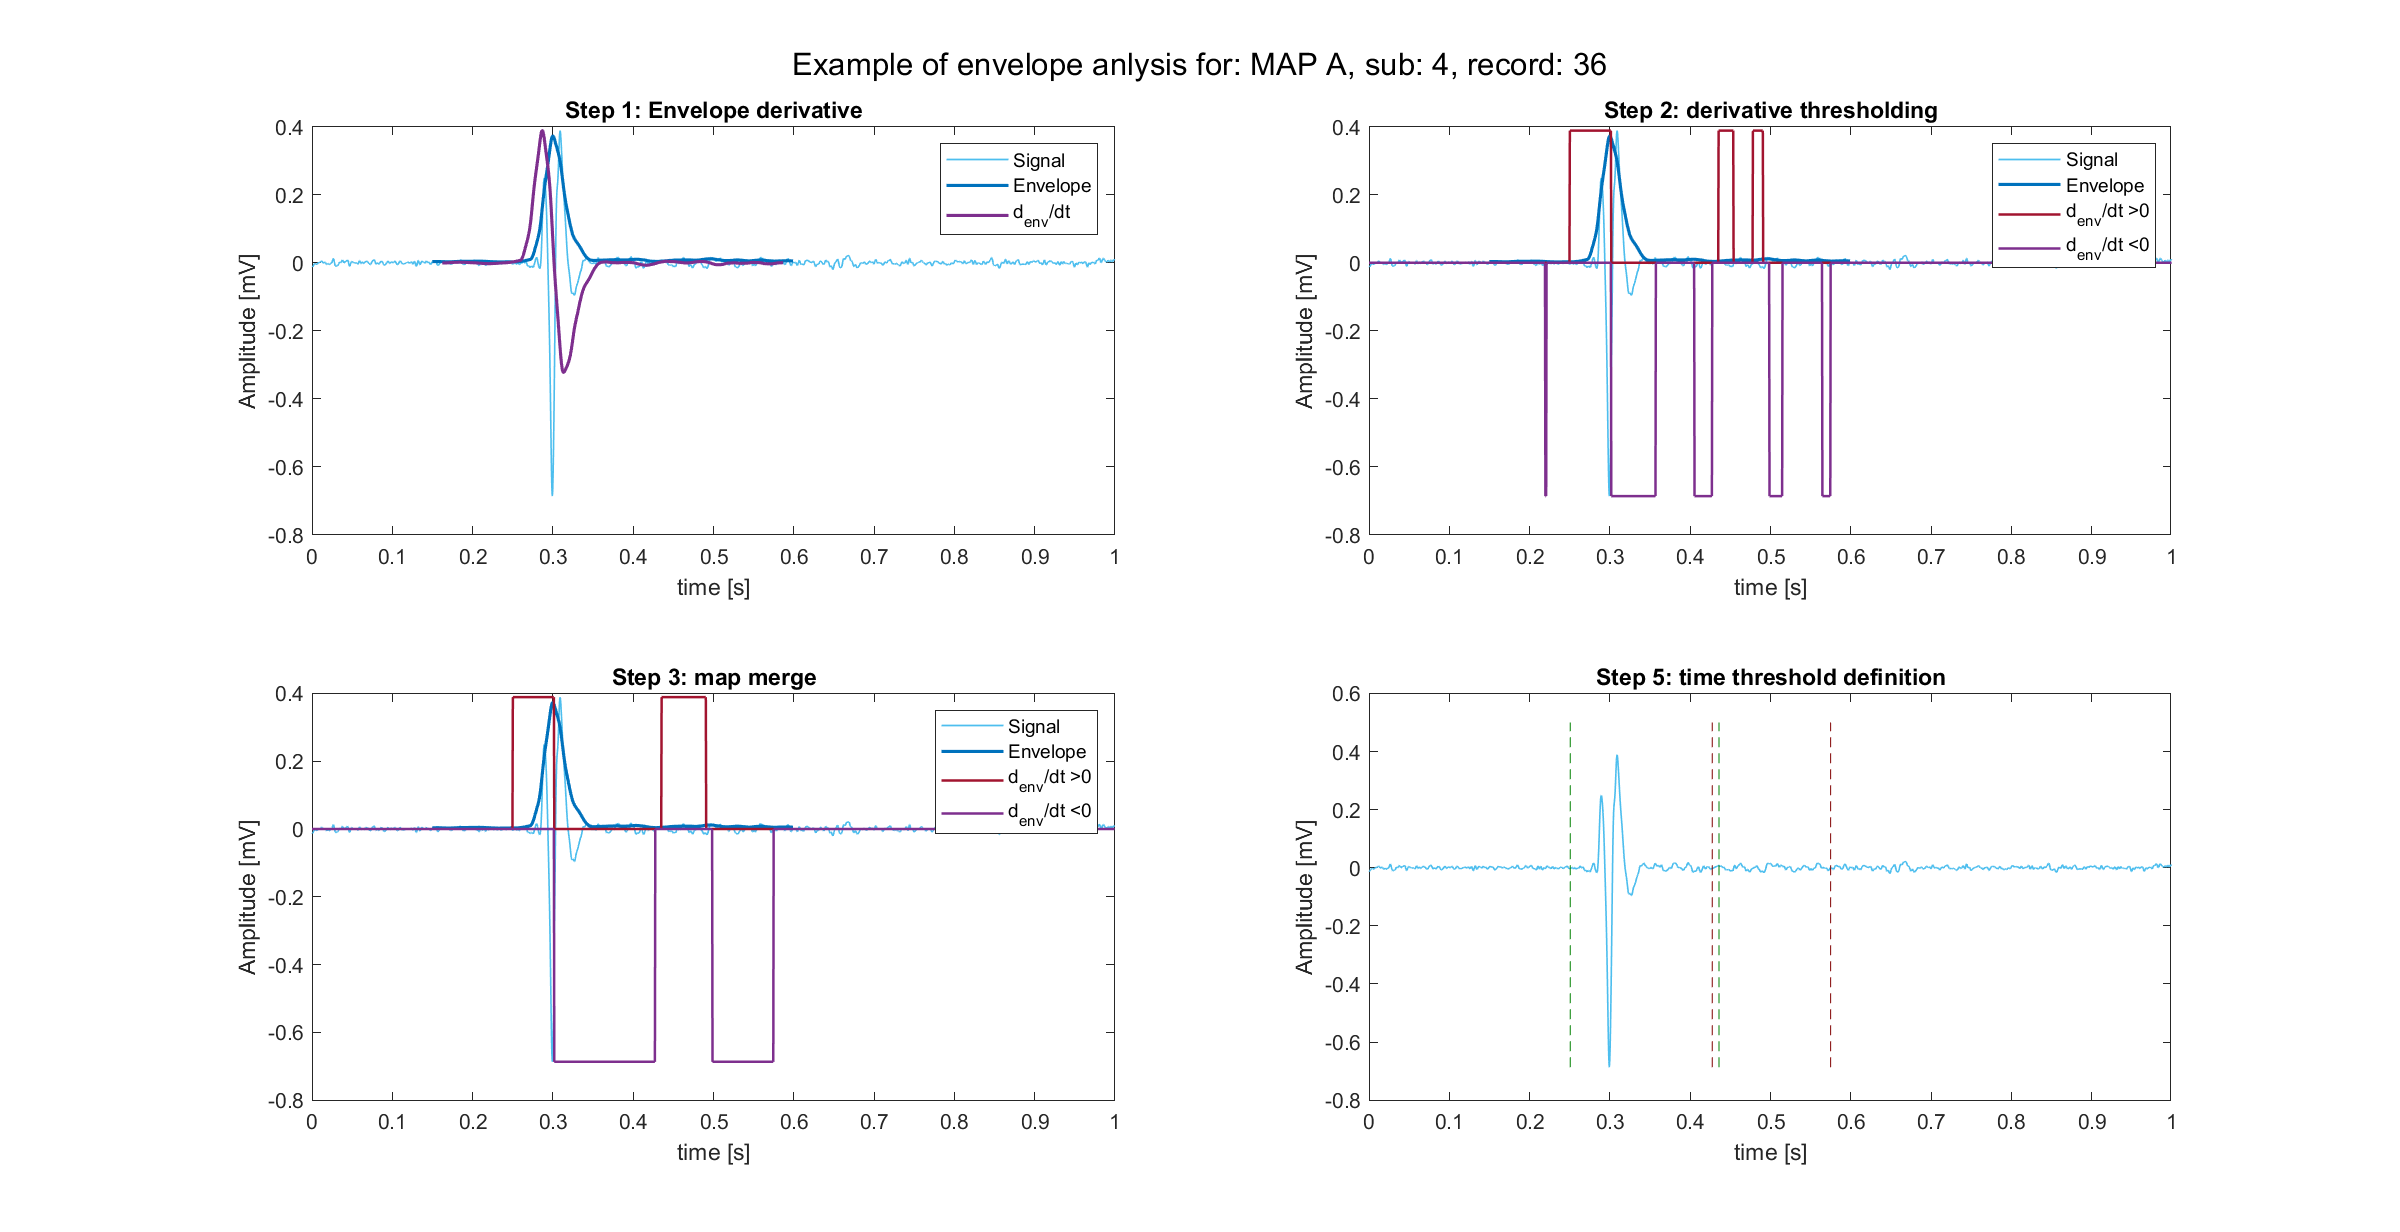 Example of envelope anlysis for: MAP A, sub: 4, record: 36
Step 1: Envelope derivative
0.4
0.2
0
-0.2
-0.4
-0.6
-0.8
Amplitude [mV]
Signal
Envelope
d_env/dt
0 0.1 0.2 0.3 0.4 0.5 0.6 0.7 0.8 0.9 1
time [s]
Step 2: derivative thresholding
0.4
0.2
0
-0.2
-0.4
-0.6
-0.8
Amplitude [mV]
Signal
Envelope
d_env/dt >0
d_env/dt <0
0 0.1 0.2 0.3 0.4 0.5 0.6 0.7 0.8 0.9 1
time [s]
Step 3: map merge
0.4
0.2
0
-0.2
-0.4
-0.6
-0.8
Amplitude [mV]
Signal
Envelope
d_env/dt >0
d_env/dt <0
0 0.1 0.2 0.3 0.4 0.5 0.6 0.7 0.8 0.9 1
time [s]
Step 5: time threshold definition
0.6
0.4
0.2
0
-0.2
-0.4
-0.6
-0.8
Amplitude [mV]
0 0.1 0.2 0.3 0.4 0.5 0.6 0.7 0.8 0.9 1
time [s]